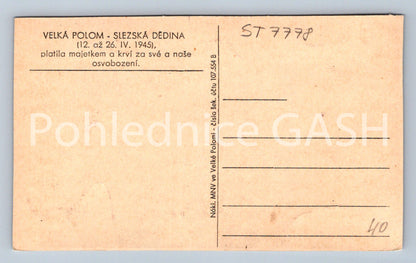 VELKÁ POLOM - SLEZSKÁ DĚDINA
(12. až 26. IV. 1945),
platila majetkem a krví za své a naše
osvobození.
ST 7778
Nákl. MNV ve Velké Polomi - číslo šek. účtu 107.554 B
Pohlednice GASH
40